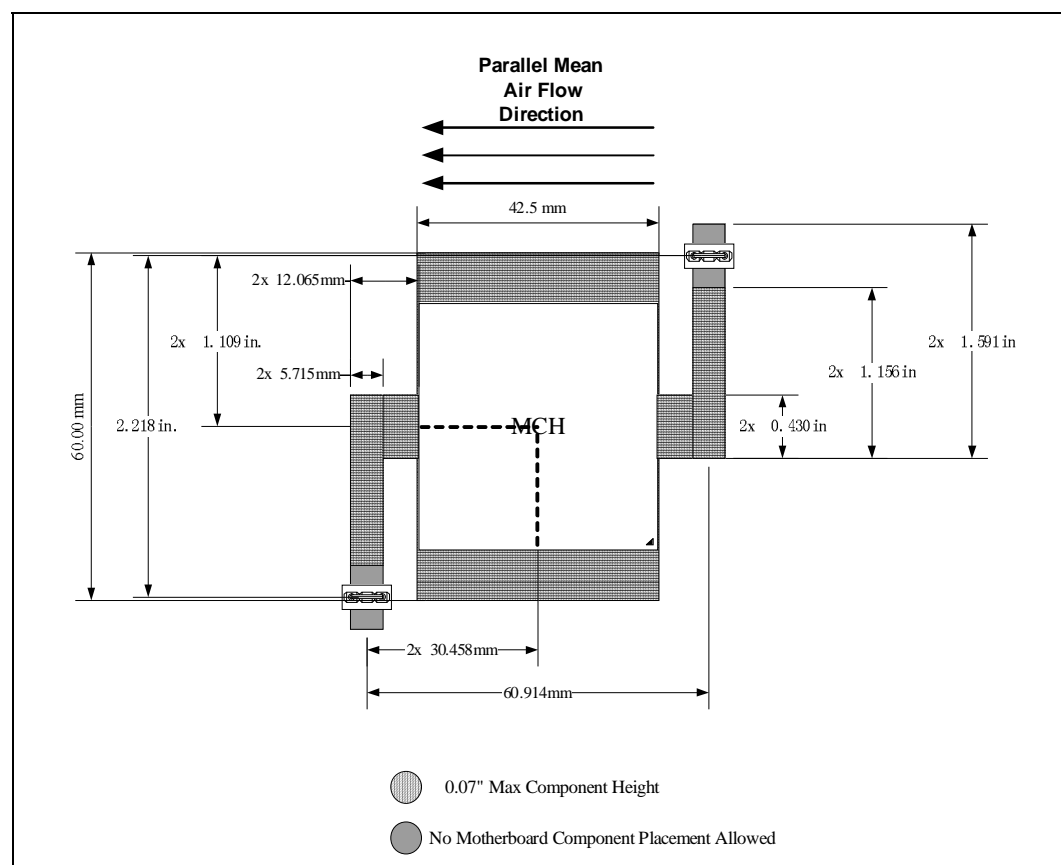 Parallel Mean
Air Flow
Direction
42.5 mm
2x 12.065mm
2x 1.109 in.
2x 5.715mm
60.00 mm
2.218 in.
MCH
2x 1.591 in
2x 1.156 in
2x 0.430 in
2x 30.458mm
60.914mm
0.07" Max Component Height
No Motherboard Component Placement Allowed